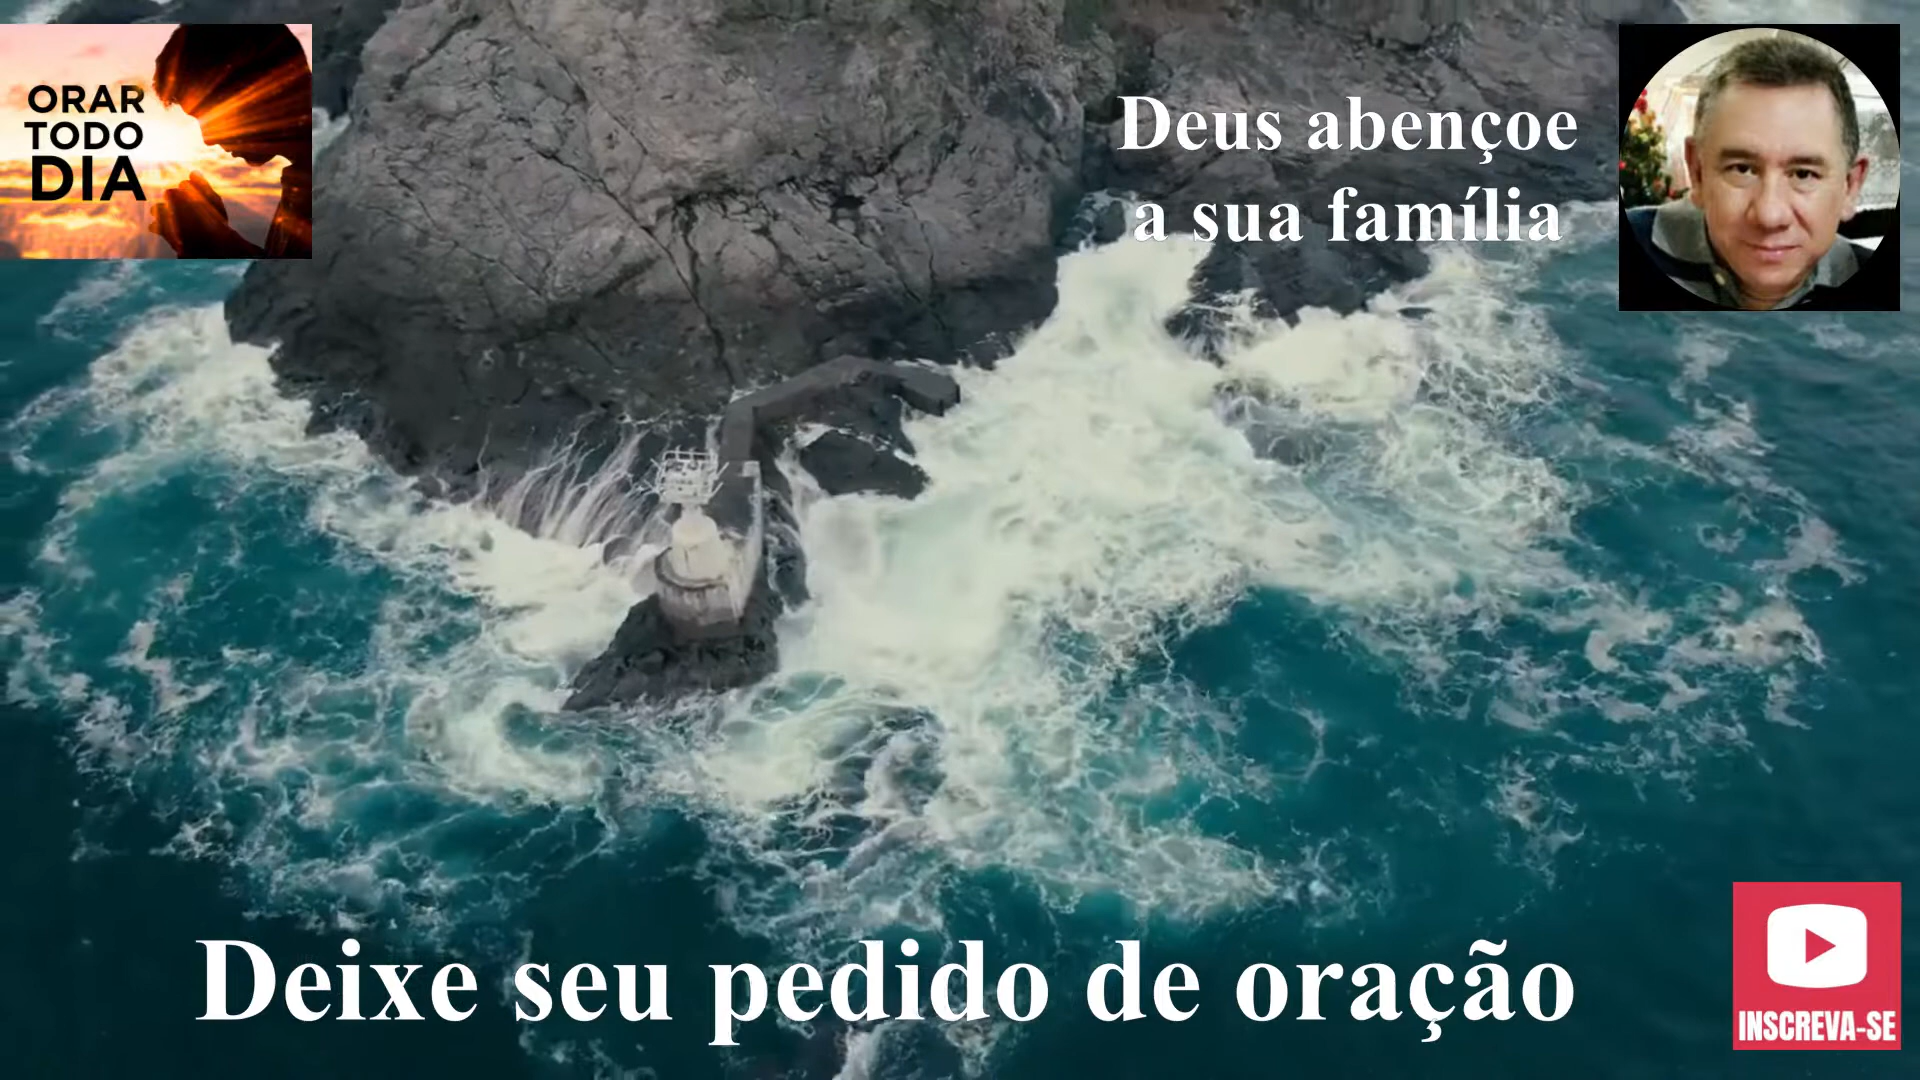 ORAR
TODO
DIA
Deus abençoe
a sua família
Deixe seu pedido de oração
INSCREVA-SE